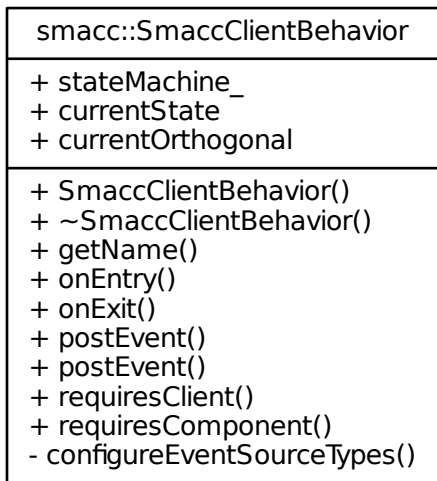 smacc::SmaccClientBehavior
+ stateMachine_
+ currentState
+ currentOrthogonal
+ SmaccClientBehavior()
+ ~SmaccClientBehavior()
+ getName()
+ onEntry()
+ onExit()
+ postEvent()
+ postEvent()
+ requiresClient()
+ requiresComponent()
- configureEventSourceTypes()